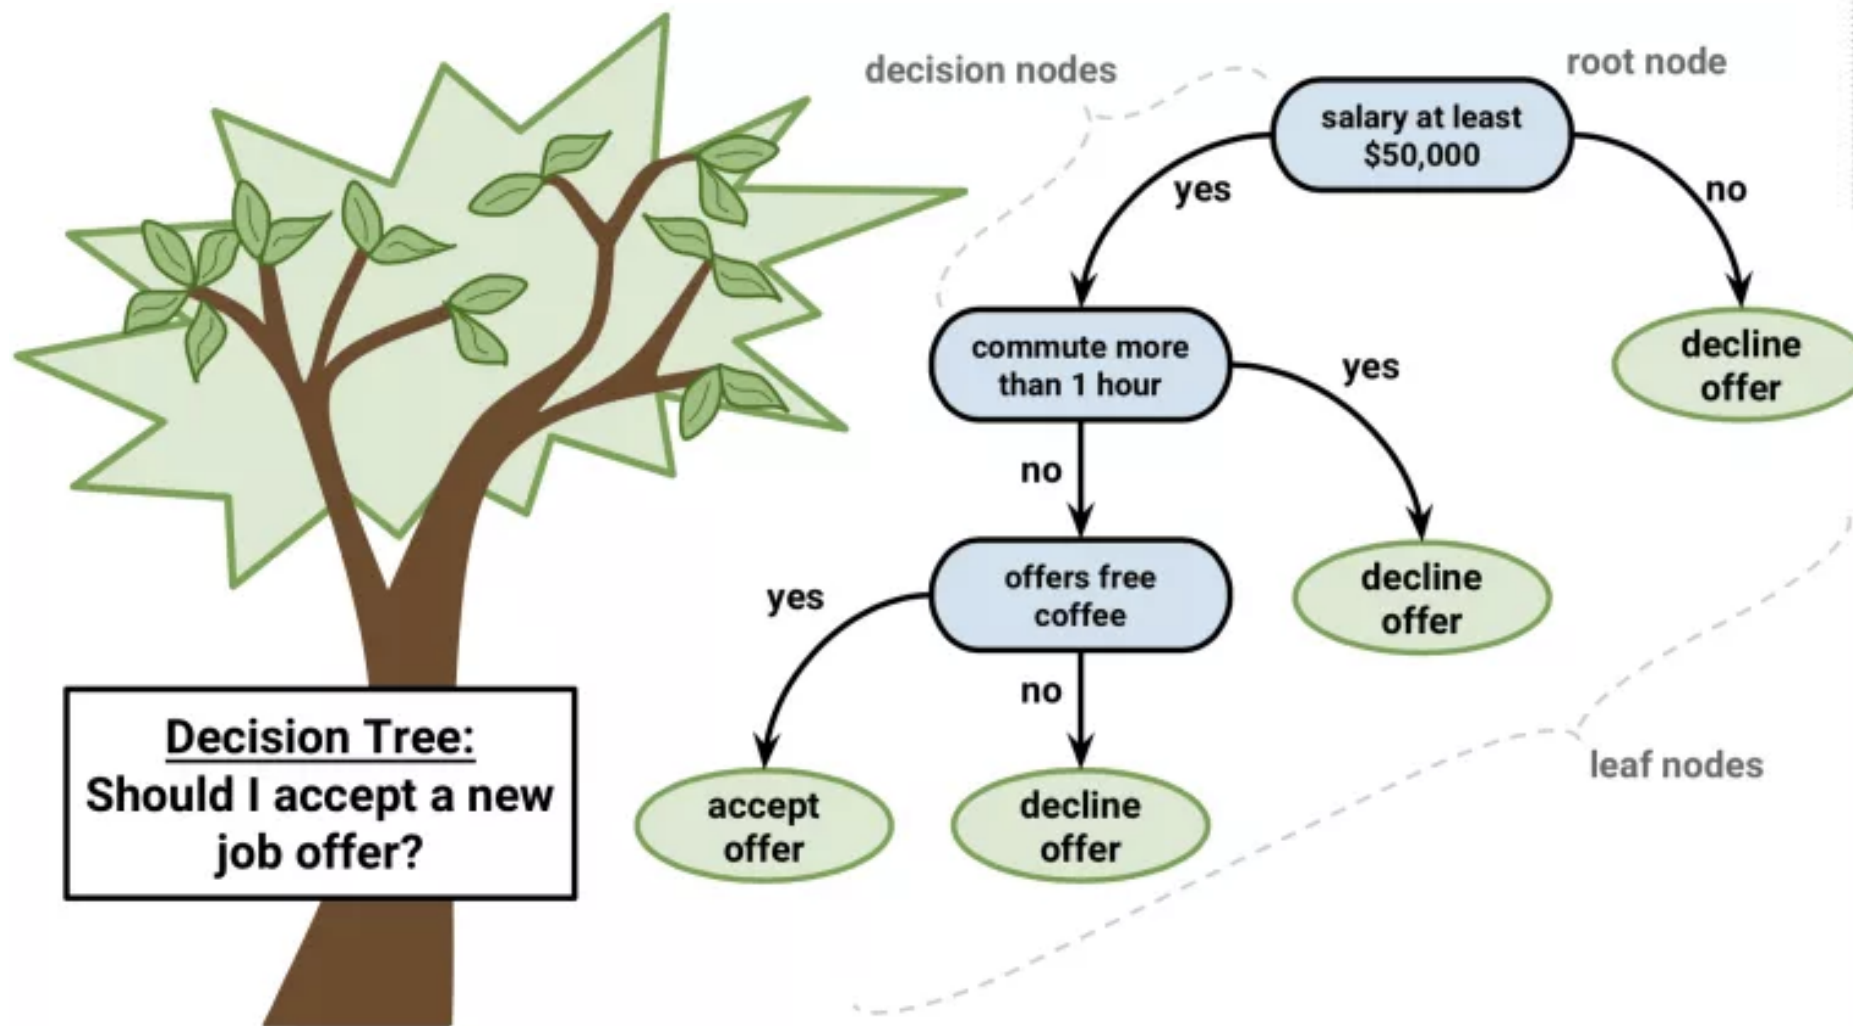 decision nodes
root node
salary at least
$50,000
yes
no
commute more
than 1 hour
yes
decline
offer
no
offers free
coffee
decline
offer
yes
no
leaf nodes
accept
offer
decline
offer
Decision Tree:
Should I accept a new
job offer?